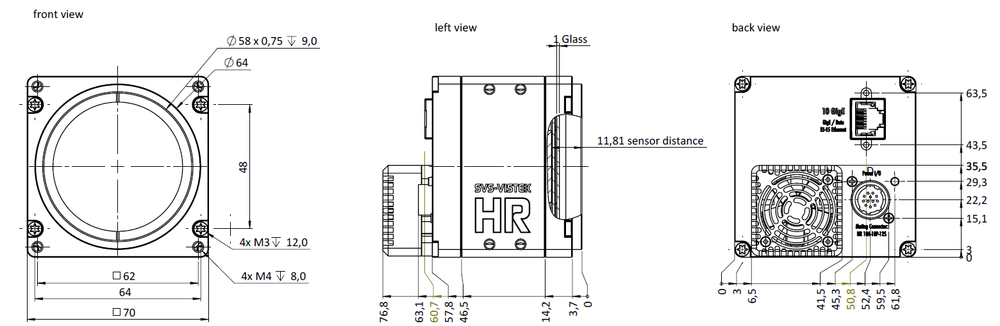 front view
⌀ 58 x 0,75 ↧ 9,0
⌀ 64
48
4x M3 ↧ 12,0
4x M4 ↧ 8,0
□ 62
64
□ 70
left view
1 Glass
11,81 sensor distance
SVS-VISTEK
HR
76,8
63,1
60,7
57,8
46,5
14,2
3,7
0
back view
10 GigE
GigE / Data
RJ-45 Ethernet
Power I/O
Mating Connector:
HR 10A-10P-12S
63,5
43,5
35,5
29,3
22,2
15,1
3
0
0
3
6,5
41,5
45,3
50,8
52,4
59,5
61,8